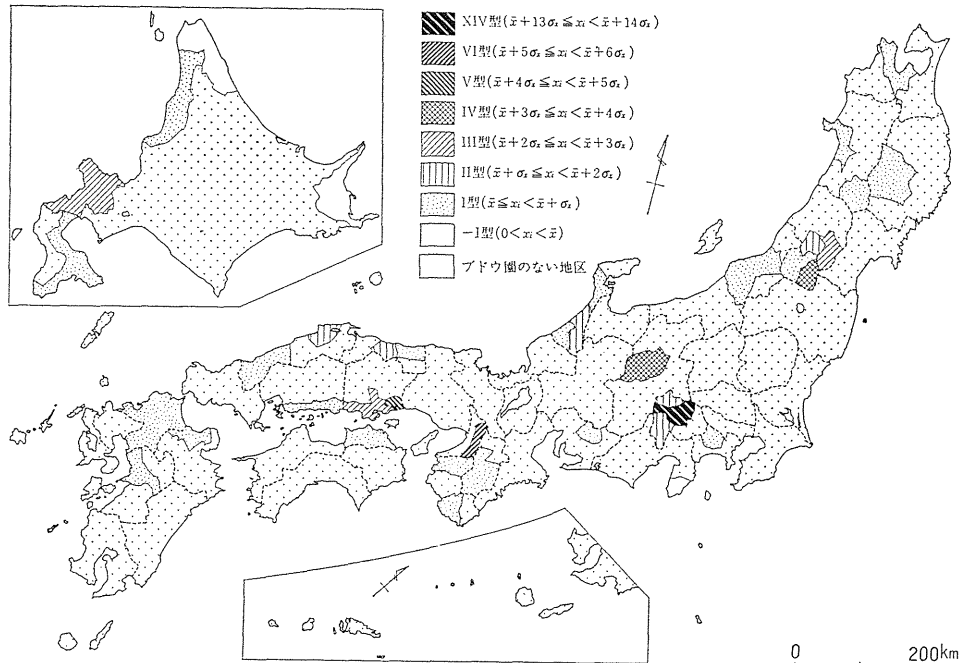 XIV型(x̄+13σₓ≦xᵢ<x̄+14σₓ)
VI型(x̄+5σₓ≦xᵢ<x̄+6σₓ)
V型(x̄+4σₓ≦xᵢ<x̄+5σₓ)
IV型(x̄+3σₓ≦xᵢ<x̄+4σₓ)
III型(x̄+2σₓ≦xᵢ<x̄+3σₓ)
II型(x̄+σₓ≦xᵢ<x̄+2σₓ)
I型(x̄≦xᵢ<x̄+σₓ)
−I型(0<xᵢ<x̄)
ブドウ園のない地区
0 200km